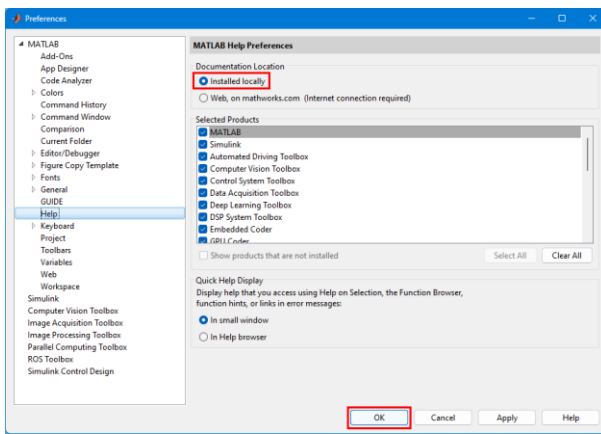 Preferences
MATLAB
Add-Ons
App Designer
Code Analyzer
Colors
Command History
Command Window
Comparison
Current Folder
Editor/Debugger
Figure Copy Template
Fonts
General
GUIDE
Help
Keyboard
Project
Toolbars
Variables
Web
Workspace
Simulink
Computer Vision Toolbox
Image Acquisition Toolbox
Image Processing Toolbox
Parallel Computing Toolbox
ROS Toolbox
Simulink Control Design
MATLAB Help Preferences
Documentation Location
Installed locally
Web, on mathworks.com (Internet connection required)
Selected Products
MATLAB
Simulink
Automated Driving Toolbox
Computer Vision Toolbox
Control System Toolbox
Data Acquisition Toolbox
Deep Learning Toolbox
DSP System Toolbox
Embedded Coder
GPU Coder
Show products that are not installed
Select All
Clear All
Quick Help Display
Display help that you access using Help on Selection, the Function Browser,
function hints, or links in error messages:
In small window
In Help browser
OK
Cancel
Apply
Help